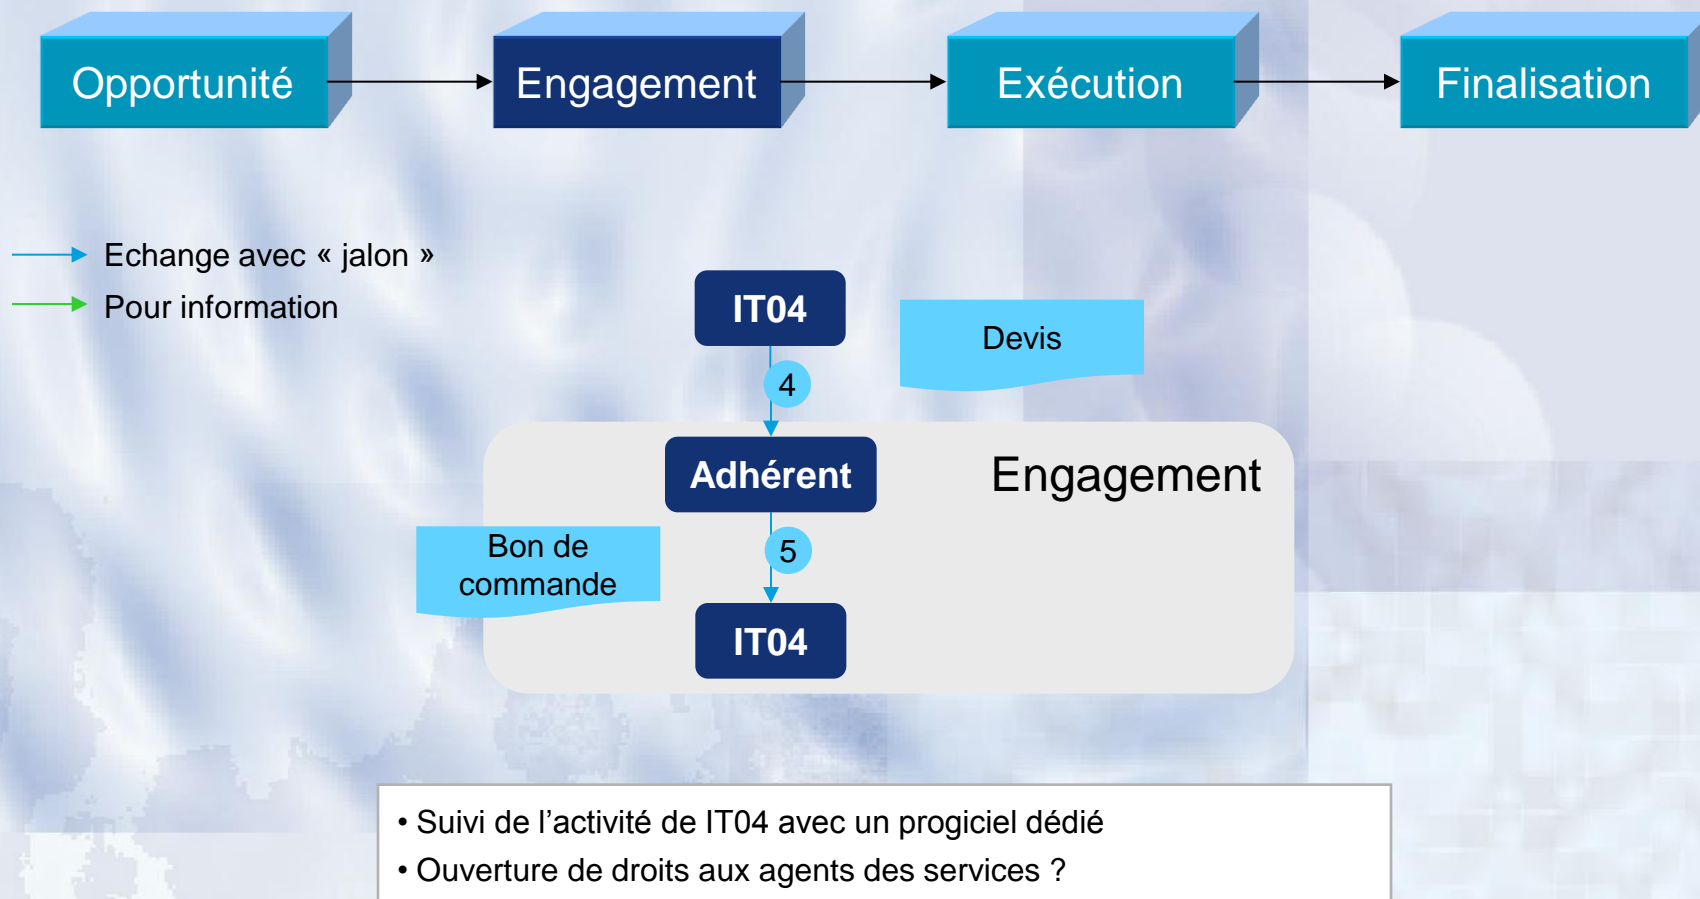 Opportunité
Engagement
Exécution
Finalisation
Echange avec « jalon »
Pour information
IT04
Devis
4
Adhérent
Engagement
Bon de
commande
5
IT04
• Suivi de l’activité de IT04 avec un progiciel dédié
• Ouverture de droits aux agents des services ?